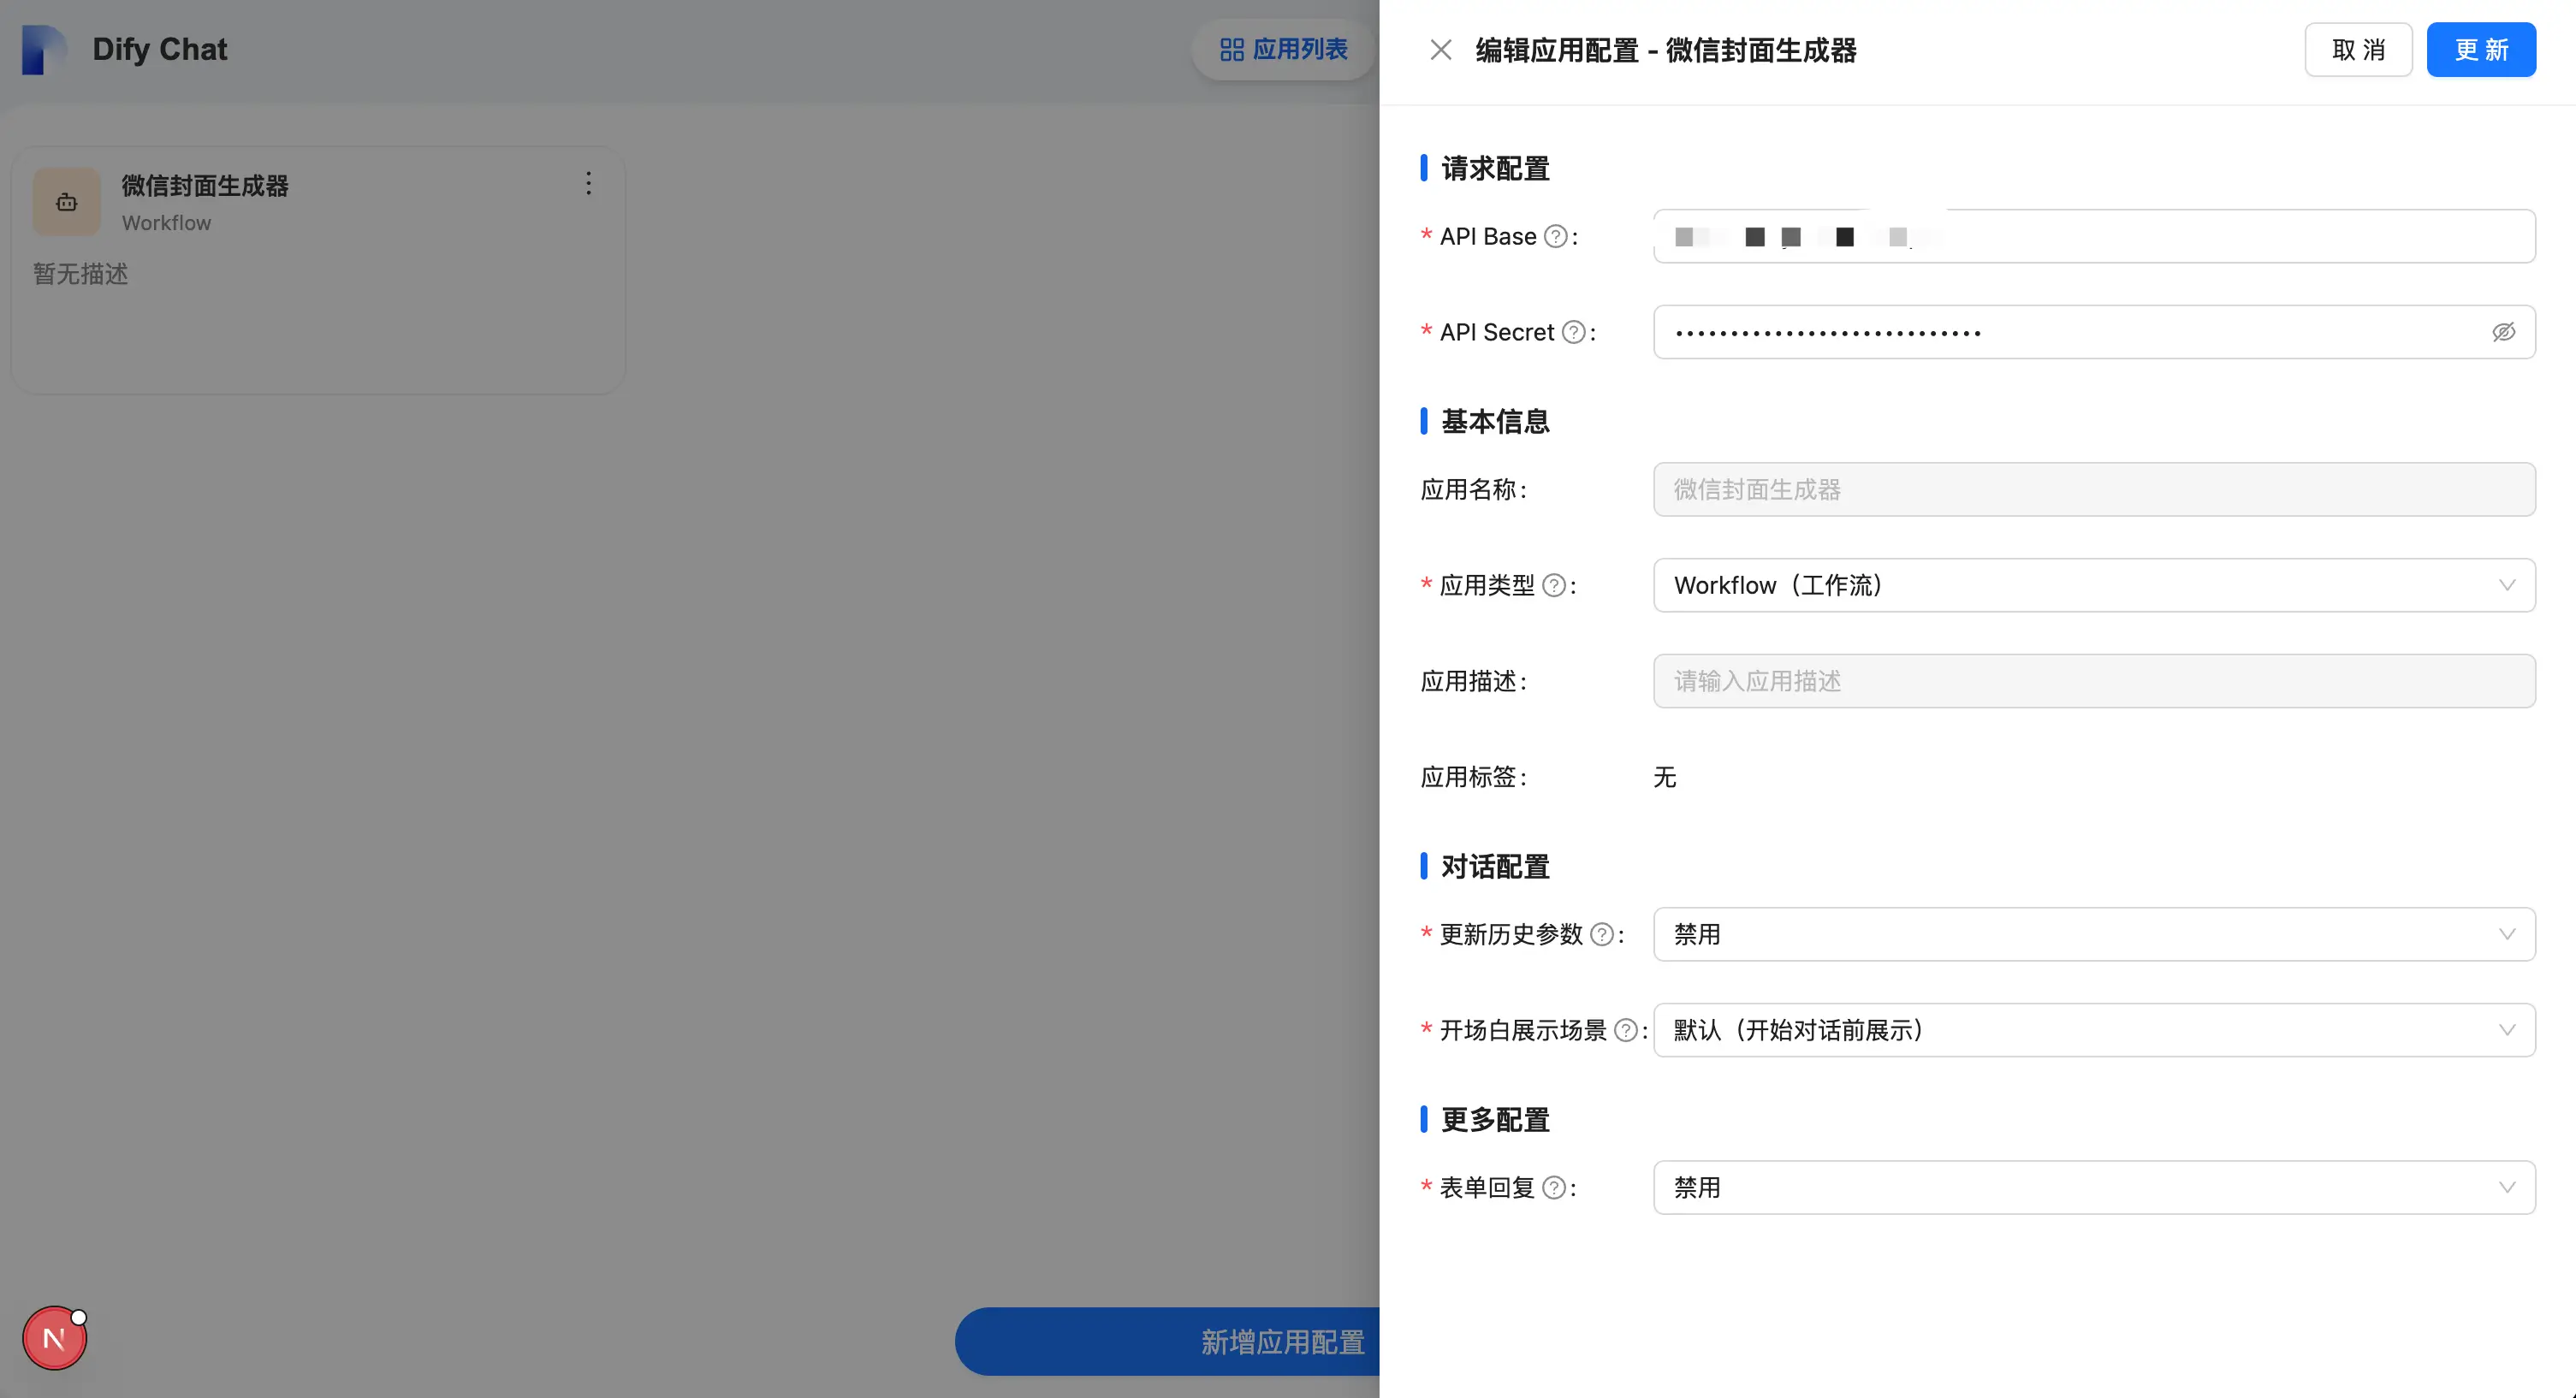 Dify Chat
应用列表
微信封面生成器
Workflow
暂无描述
新增应用配置
编辑应用配置 - 微信封面生成器
取 消
更 新
请求配置
* API Base ? :
* API Secret ? : ••••••••••••••••••••••••••••
基本信息
应用名称 : 微信封面生成器
* 应用类型 ? : Workflow（工作流）
应用描述 : 请输入应用描述
应用标签 : 无
对话配置
* 更新历史参数 ? : 禁用
* 开场白展示场景 ? : 默认（开始对话前展示）
更多配置
* 表单回复 ? : 禁用
N